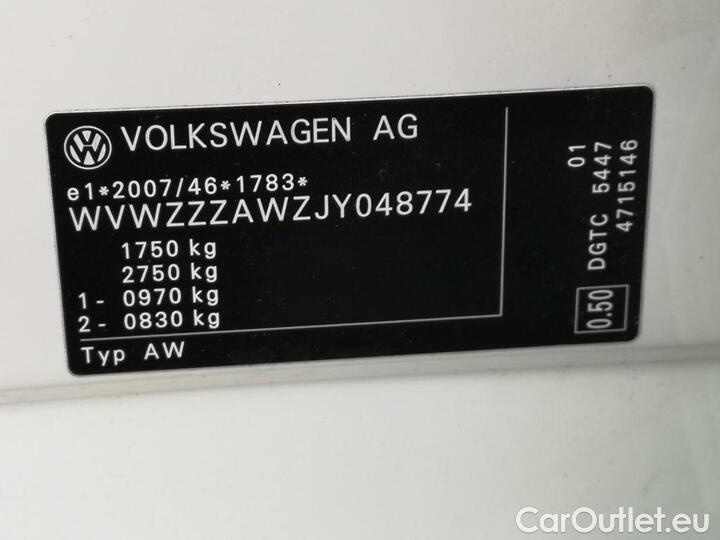 VOLKSWAGEN AG
e1*2007/46*1783*
WVWZZZAWZJY048774
1750 kg
2750 kg
1- 0970 kg
2- 0830 kg
Typ AW
01
0.50 DGTC 5447
4715146
CarOutlet.eu